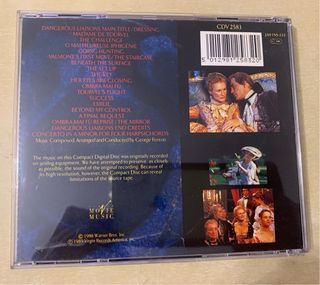 DANGEROUS LIAISONS MAIN TITLE / DRESSING
MADAME DE TOURVEL
THE CHALLENGE
O MALHEUREUSE IPHIGENIE
GOING HUNTING
VALMONT'S FIRST MOVE / THE STAIRCASE
BENEATH THE SURFACE
THE SET UP
THE KEY
HER EYES ARE CLOSING
OMBRA MAI FU
TOURVEL'S FLIGHT
SUCCESS
EMILIE
BEYOND MY CONTROL
A FINAL REQUEST
OMBRA MAI FU REPRISE / THE MIRROR
DANGEROUS LIAISONS END CREDITS
CONCERTO IN A MINOR FOR FOUR HARPSICHORDS
Music Composed, Arranged and Conducted by George Fenton
The music on this Compact Digital Disc was originally recorded
on analog equipment. We have attempted to preserve, as closely
as possible, the sound of the original recording. Because of
its high resolution, however, the Compact Disc can reveal
limitations of the source tape.
MOVIE
MUSIC
© 1988 Warner Bros. Inc.
℗ 1989 Virgin Records America, Inc.
CDV 2583
5 012981 258320